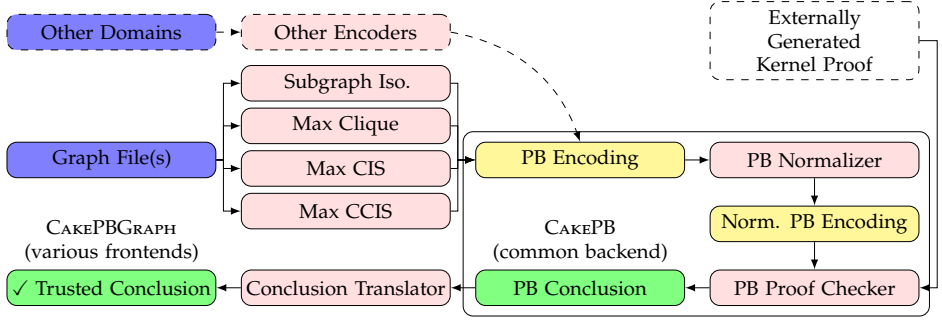 Other Domains
Other Encoders
Externally
Generated
Kernel Proof
Subgraph Iso.
Max Clique
Graph File(s)
Max CIS
Max CCIS
PB Encoding
PB Normalizer
Norm. PB Encoding
CAKEPBGRAPH
(various frontends)
CAKEPB
(common backend)
✓ Trusted Conclusion
Conclusion Translator
PB Conclusion
PB Proof Checker